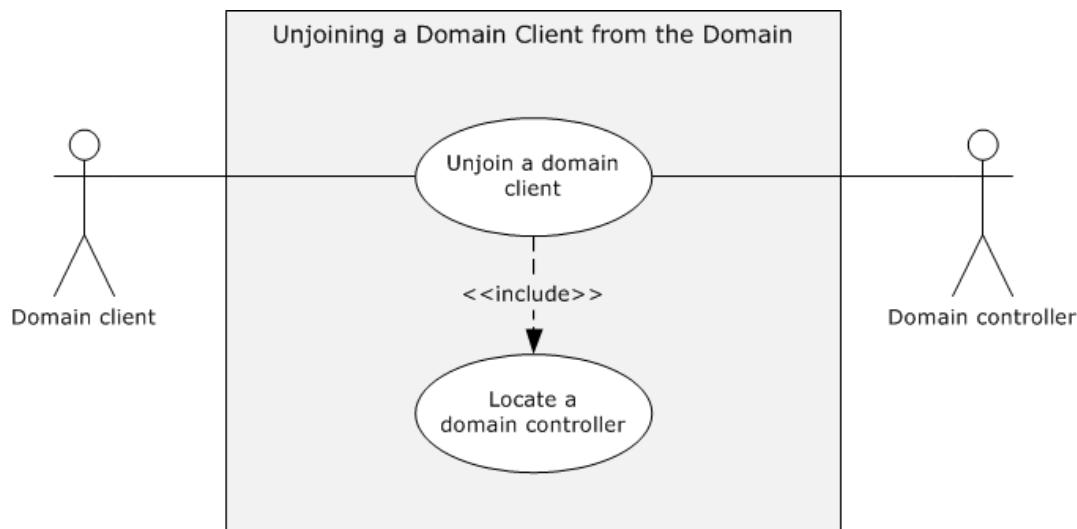 Unjoining a Domain Client from the Domain
Unjoin a domain
client
<<include>>
Domain client
Domain controller
Locate a
domain controller